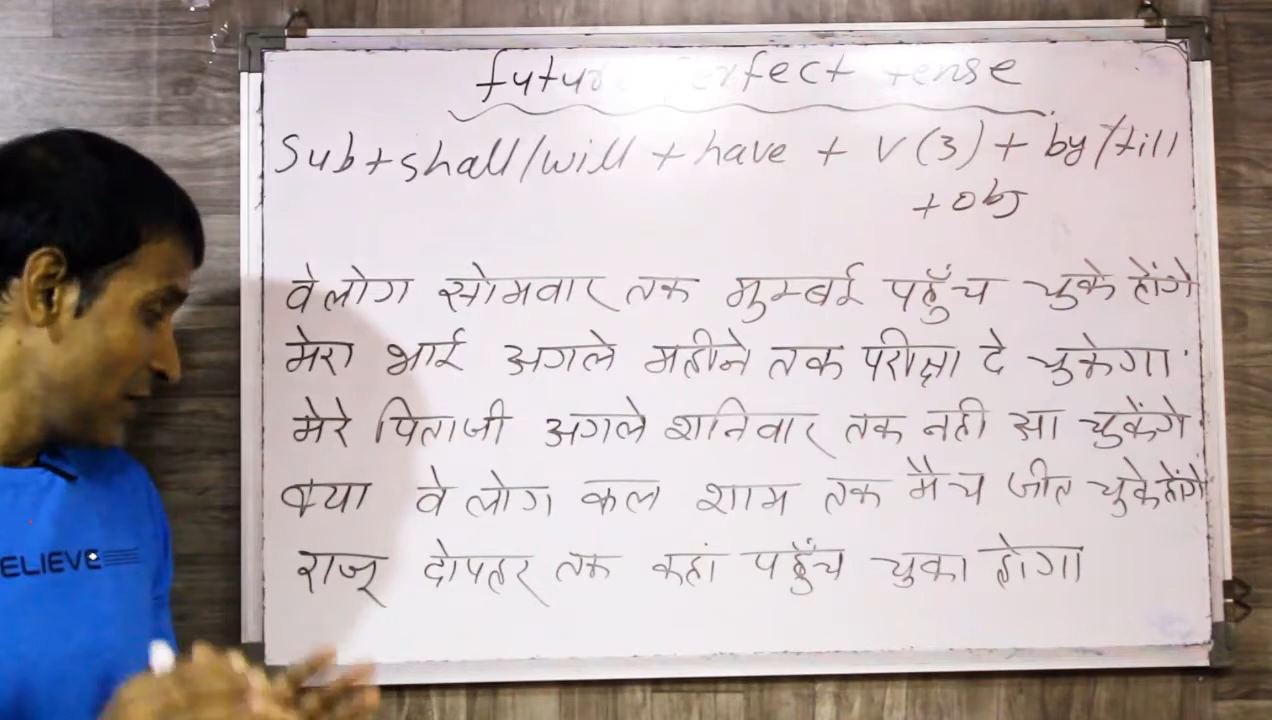 future perfect tense
Sub + shall/will + have + V (3) + by/till
+ obj
वे लोग सोमवार तक मुम्बई पहुँच चुके होंगे
मेरा भाई अगले महीने तक परीक्षा दे चुकेगा
मेरे पिताजी अगले शनिवार तक नही आ चुकेंगे
क्या वे लोग कल शाम तक मैच जीत चुके होंगे
राजू दोपहर तक कहां पहुँच चुका होगा
ELIEVE